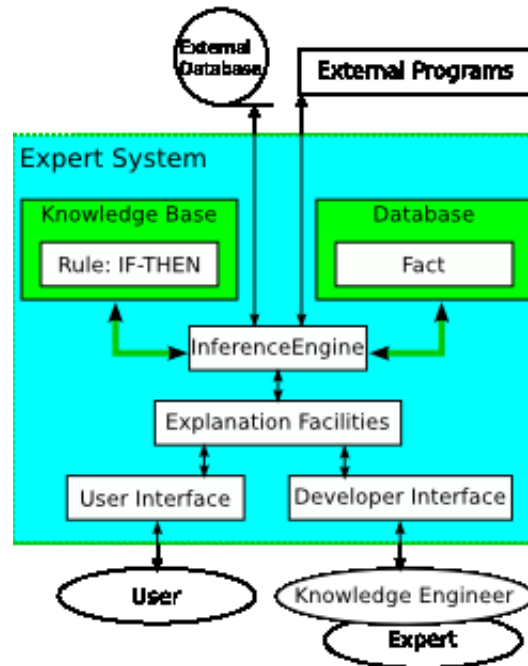 External
Database
External Programs
Expert System
Knowledge Base
Rule: IF-THEN
Database
Fact
InferenceEngine
Explanation Facilities
User Interface
Developer Interface
User
Knowledge Engineer
Expert